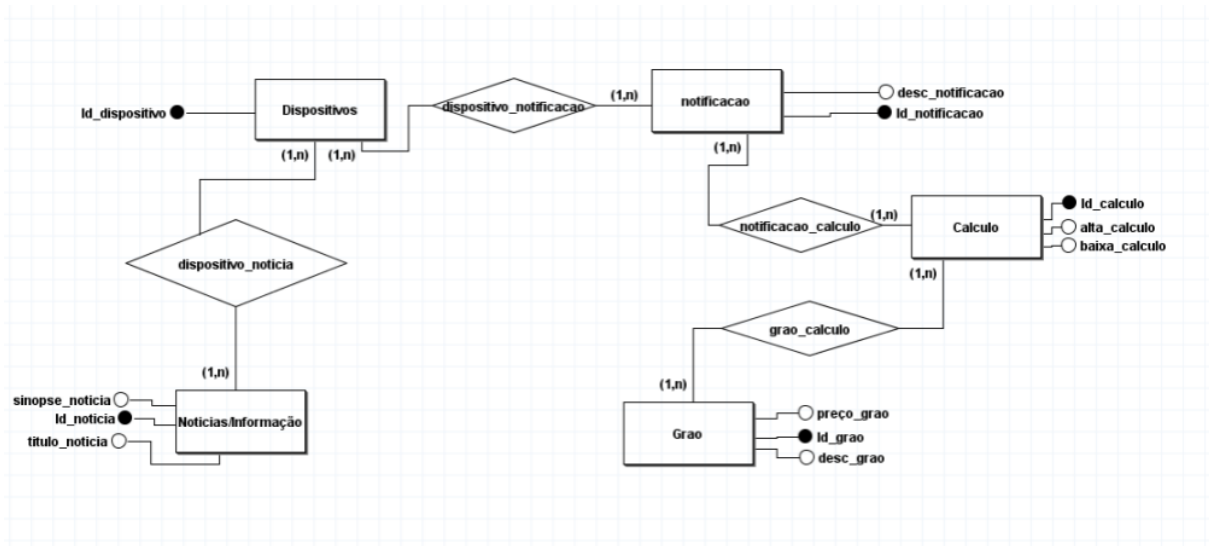 Id_dispositivo
Dispositivos
dispositivo_notificacao
(1,n)
notificacao
desc_notificacao
Id_notificacao
(1,n)
(1,n)
(1,n)
notificacao_calculo
(1,n)
Calculo
Id_calculo
alta_calculo
baixa_calculo
dispositivo_noticia
(1,n)
grao_calculo
(1,n)
sinopse_noticia
Id_noticia
titulo_noticia
Noticias/Informação
(1,n)
Grao
preço_grao
Id_grao
desc_grao